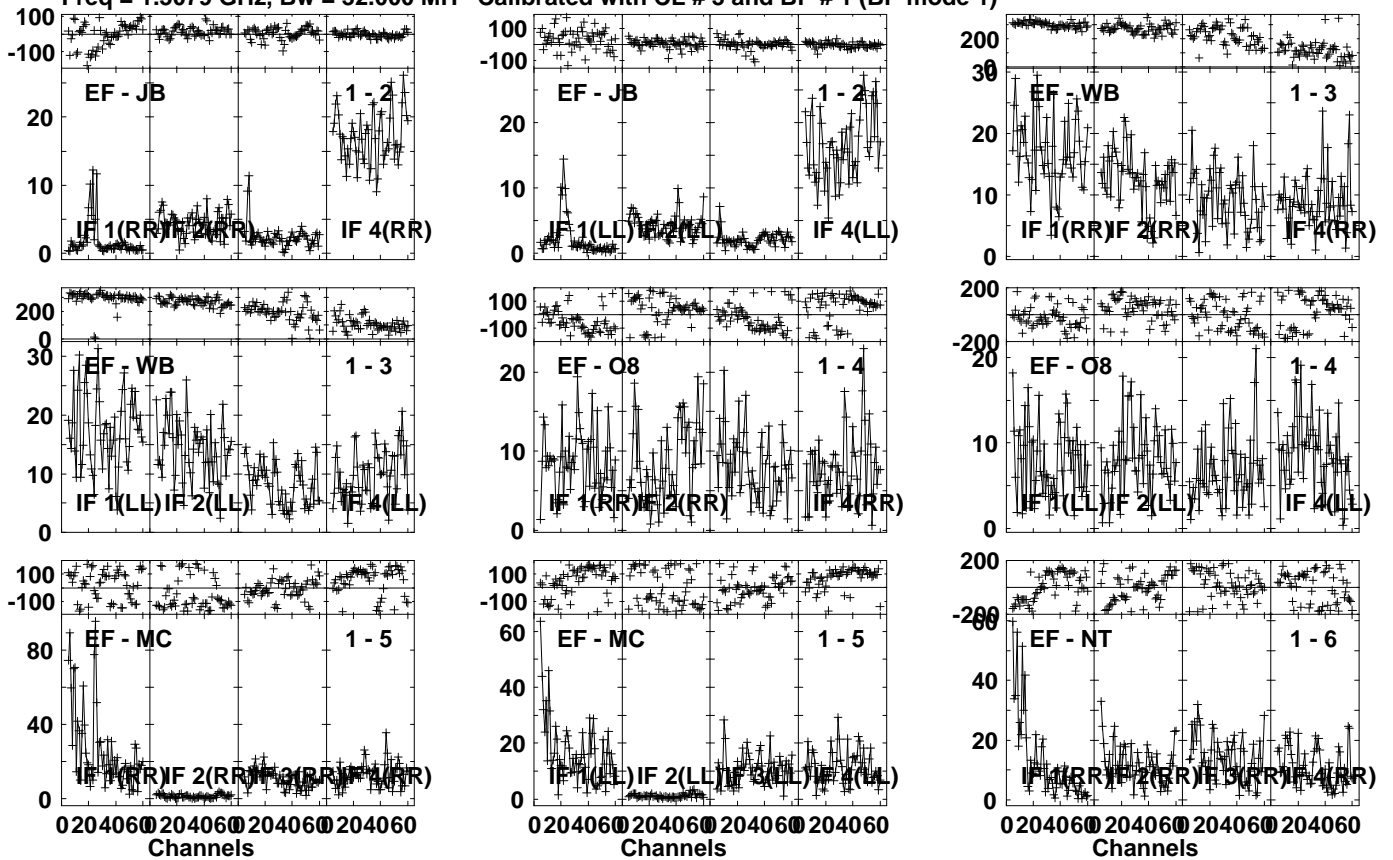 Freq = GHz, Bw = MH Calibrated with CL # and BP # 1 (BP mode 1)
100
-100
EF - JB 1 - 2
20
10
0
IF 1(RR) IF 2(RR) IF 4(RR)
100
-100
EF - JB 1 - 2
20
10
0
IF 1(LL) IF 2(LL) IF 4(LL)
200
0
30
EF - WB 1 - 3
20
10
0
IF 1(RR) IF 2(RR) IF 4(RR)
200
0
30
EF - WB 1 - 3
20
10
0
IF 1(LL) IF 2(LL) IF 4(LL)
100
-100
EF - O8 1 - 4
20
10
0
IF 1(RR) IF 2(RR) IF 4(RR)
200
-200
20
EF - O8 1 - 4
10
0
IF 1(LL) IF 2(LL) IF 4(LL)
100
-100
EF - MC 1 - 5
80
40
0
IF 1(RR) IF 2(RR) IF 3(RR) IF 4(RR)
0 20 40 60 0 20 40 60 0 20 40 60 0 20 40 60
Channels
100
-100
EF - MC 1 - 5
60
40
20
0
IF 1(LL) IF 2(LL) IF 3(LL) IF 4(LL)
0 20 40 60 0 20 40 60 0 20 40 60 0 20 40 60
Channels
200
-200
60
EF - NT 1 - 6
40
20
0
IF 1(RR) IF 2(RR) IF 3(RR) IF 4(RR)
0 20 40 60 0 20 40 60 0 20 40 60 0 20 40 60
Channels